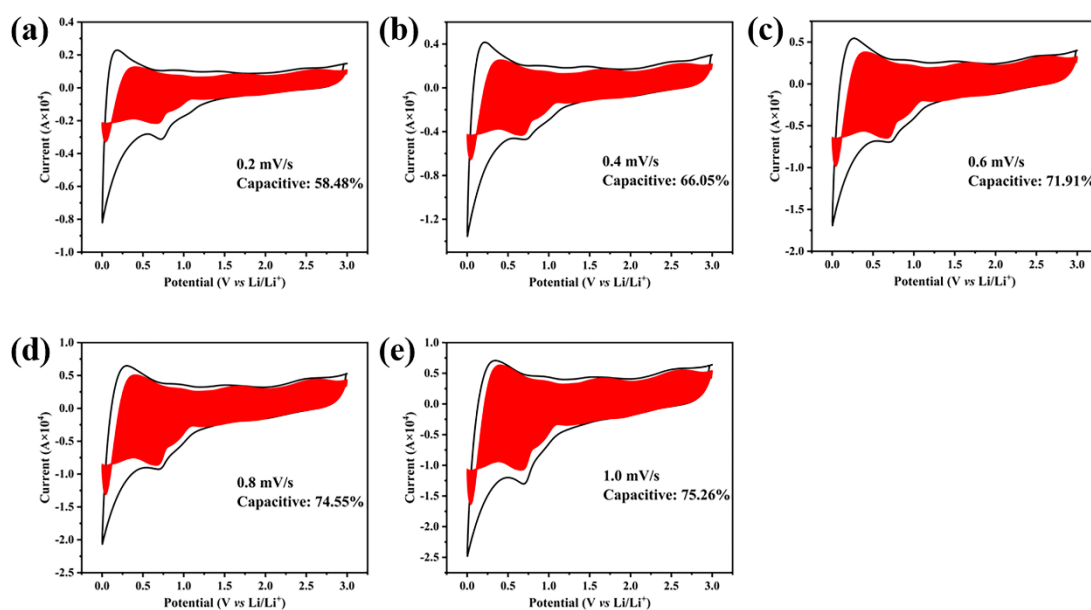 (a)
0.4
0.2
0.0
-0.2
-0.4
-0.6
-0.8
-1.0
Current (A×10⁴)
0.2 mV/s
Capacitive: 58.48%
0.0 0.5 1.0 1.5 2.0 2.5 3.0
Potential (V vs Li/Li⁺)
(b)
0.4
0.0
-0.4
-0.8
-1.2
Current (A×10⁴)
0.4 mV/s
Capacitive: 66.05%
0.0 0.5 1.0 1.5 2.0 2.5 3.0
Potential (V vs Li/Li⁺)
(c)
0.5
0.0
-0.5
-1.0
-1.5
-2.0
Current (A×10⁴)
0.6 mV/s
Capacitive: 71.91%
0.0 0.5 1.0 1.5 2.0 2.5 3.0
Potential (V vs Li/Li⁺)
(d)
1.0
0.5
0.0
-0.5
-1.0
-1.5
-2.0
-2.5
Current (A×10⁴)
0.8 mV/s
Capacitive: 74.55%
0.0 0.5 1.0 1.5 2.0 2.5 3.0
Potential (V vs Li/Li⁺)
(e)
1.0
0.5
0.0
-0.5
-1.0
-1.5
-2.0
-2.5
Current (A×10⁴)
1.0 mV/s
Capacitive: 75.26%
0.0 0.5 1.0 1.5 2.0 2.5 3.0
Potential (V vs Li/Li⁺)